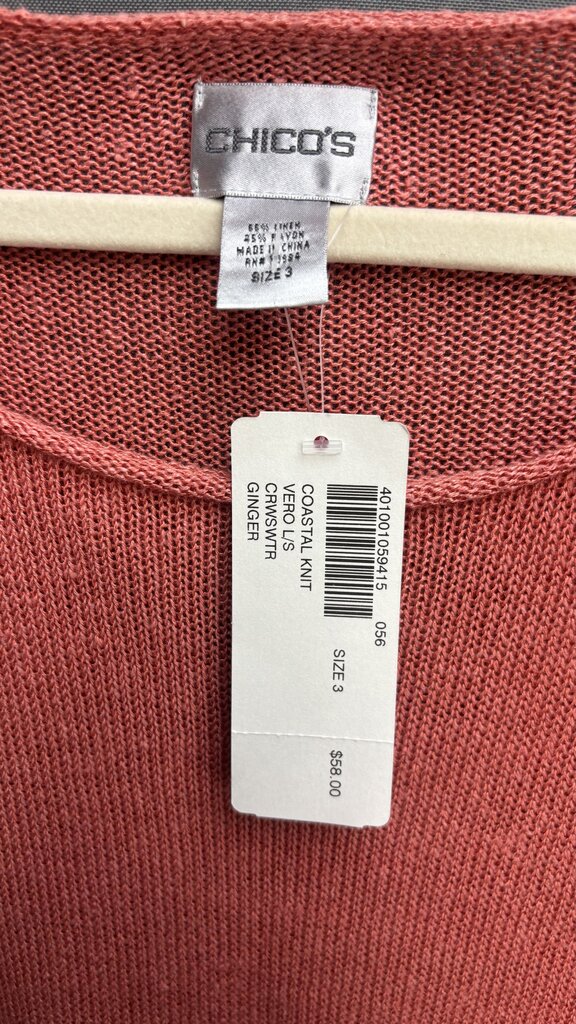 CHICO'S
55% LINEN
45% RAYON
MADE IN CHINA
RN#
SIZE 3
401001059415
056
SIZE 3
$58.00
COASTAL KNIT
VERO L/S
CRWSWTR
GINGER